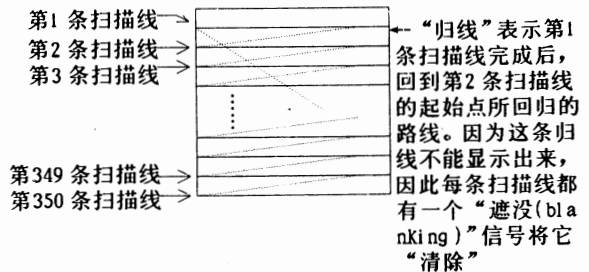 第1 条扫描线
第2 条扫描线
第3 条扫描线
第349 条扫描线
第350 条扫描线
“归线”表示第1
条扫描线完成后，
回到第2 条扫描线
的起始点所回归的
路线。因为这条归
线不能显示出来，
因此每条扫描线都
有一个“遮没(bla
nking)”信号将它
“清除”